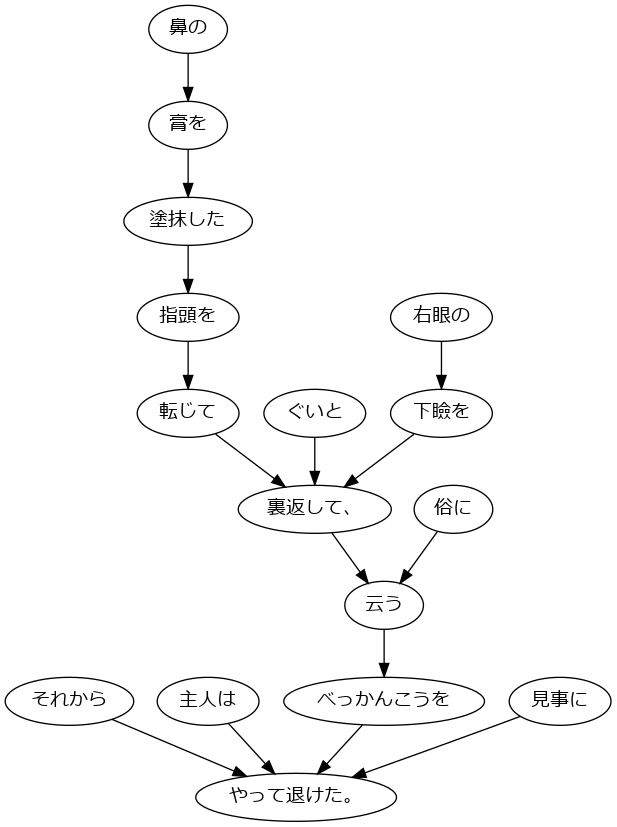 鼻の
膏を
塗抹した
指頭を
右眼の
転じて
ぐいと
下瞼を
裏返して、
俗に
云う
それから
主人は
べっかんこうを
見事に
やって退けた。